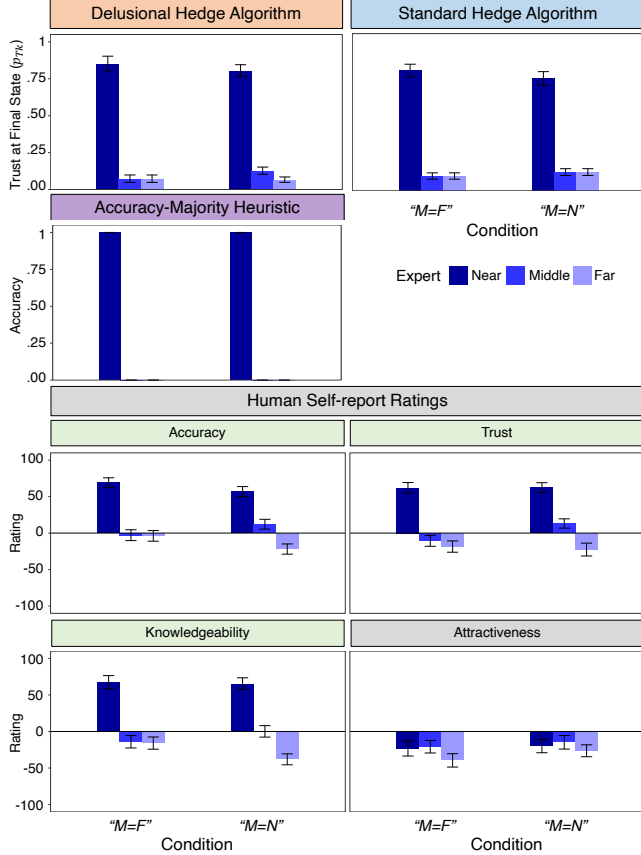 Delusional Hedge Algorithm
Standard Hedge Algorithm
Trust at Final State (pTk)
1
.75
.50
.25
.00
"M=F"
"M=N"
Condition
Accuracy-Majority Heuristic
Accuracy
1
.75
.50
.25
.00
Expert
Near
Middle
Far
Human Self-report Ratings
Accuracy
Trust
Rating
100
50
0
-50
-100
Knowledgeability
Attractiveness
Rating
100
50
0
-50
-100
"M=F"
"M=N"
"M=F"
"M=N"
Condition
Condition